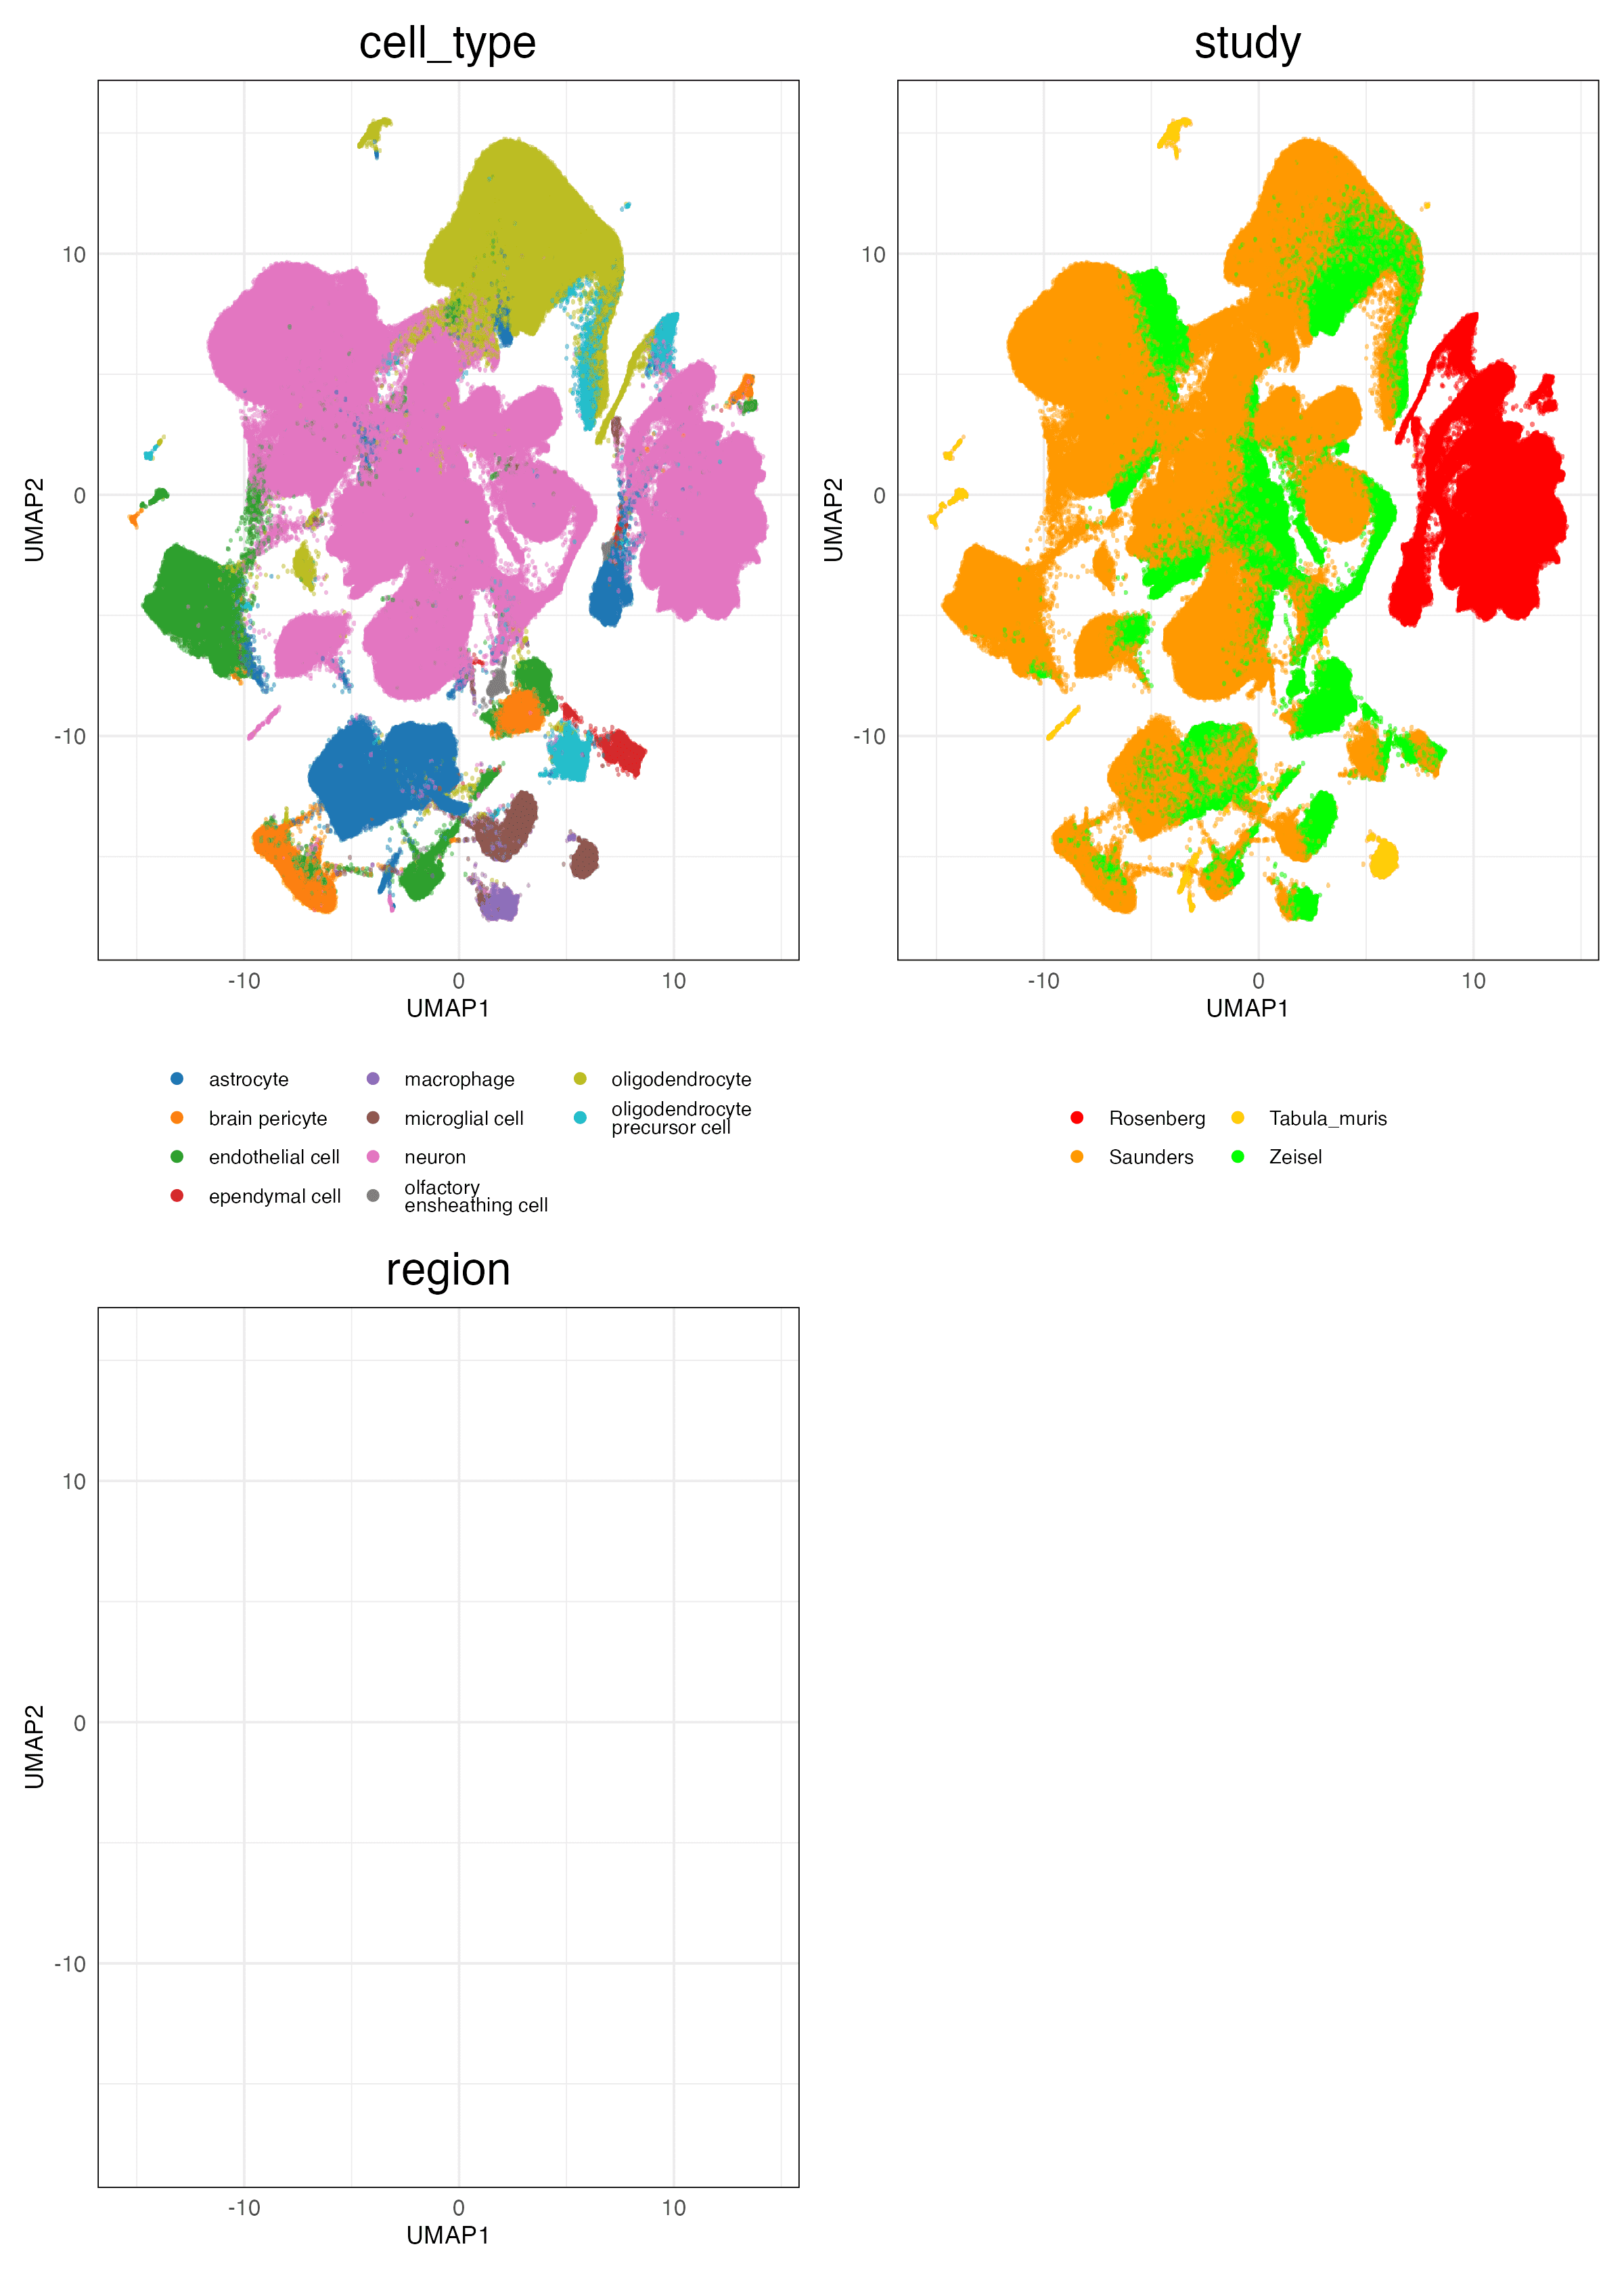 cell_type
study
10
0
-10
UMAP2
-10
0
10
UMAP1
10
0
-10
UMAP2
-10
0
10
UMAP1
astrocyte
brain pericyte
endothelial cell
ependymal cell
macrophage
microglial cell
neuron
olfactory
ensheathing cell
oligodendrocyte
oligodendrocyte
precursor cell
Rosenberg
Saunders
Tabula_muris
Zeisel
region
10
0
-10
UMAP2
-10
0
10
UMAP1